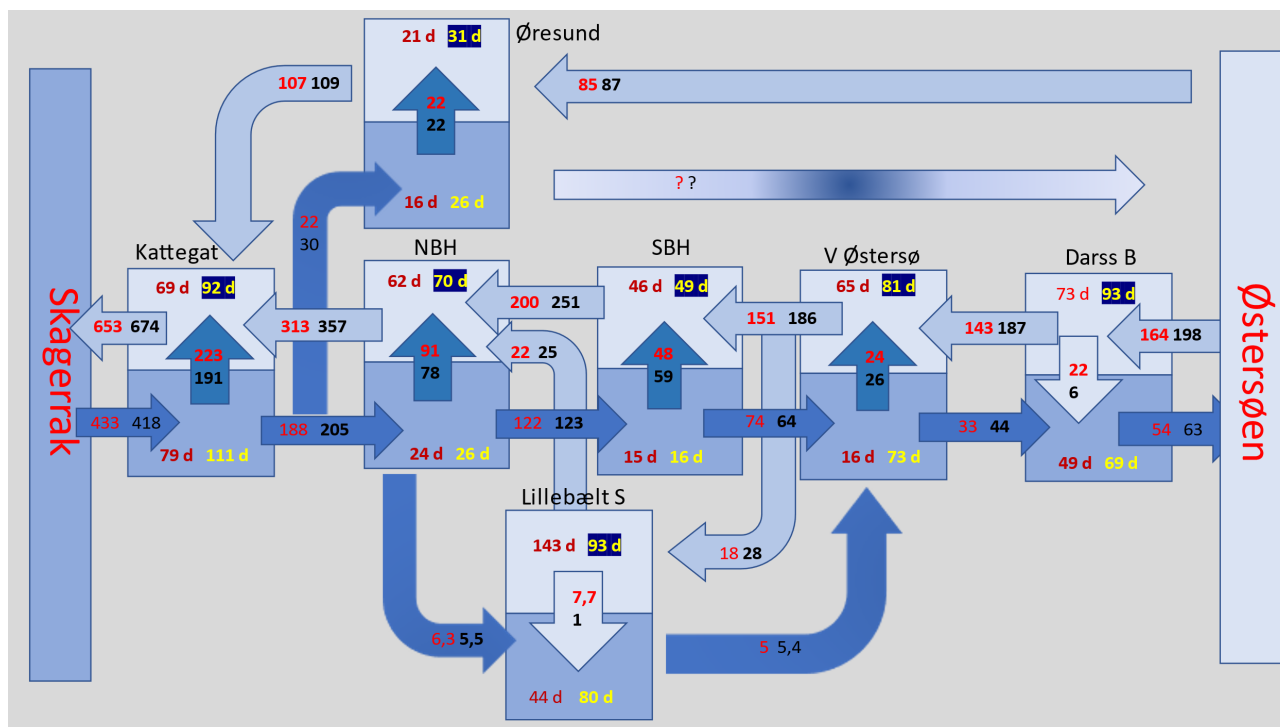 21 d 31 d
Øresund
107 109
85 87
22
22
? ?
16 d 26 d
22
30
Kattegat
NBH
SBH
V Østersø
Darss B
69 d 92 d
62 d 70 d
46 d 49 d
65 d 81 d
73 d 93 d
Skagerrak
Østersøen
653 674
313 357
200 251
151 186
143 187
164 198
22 25
223
191
91
78
48
59
24
26
22
6
433 418
188 205
122 123
74 64
33 44
54 63
79 d 111 d
24 d 26 d
15 d 16 d
16 d 73 d
49 d 69 d
Lillebælt S
143 d 93 d
18 28
7,7
1
6,3 5,5
5 5,4
44 d 80 d